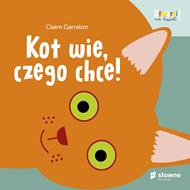 Claire Garralon
Kot wie,
czego chce!
słowne